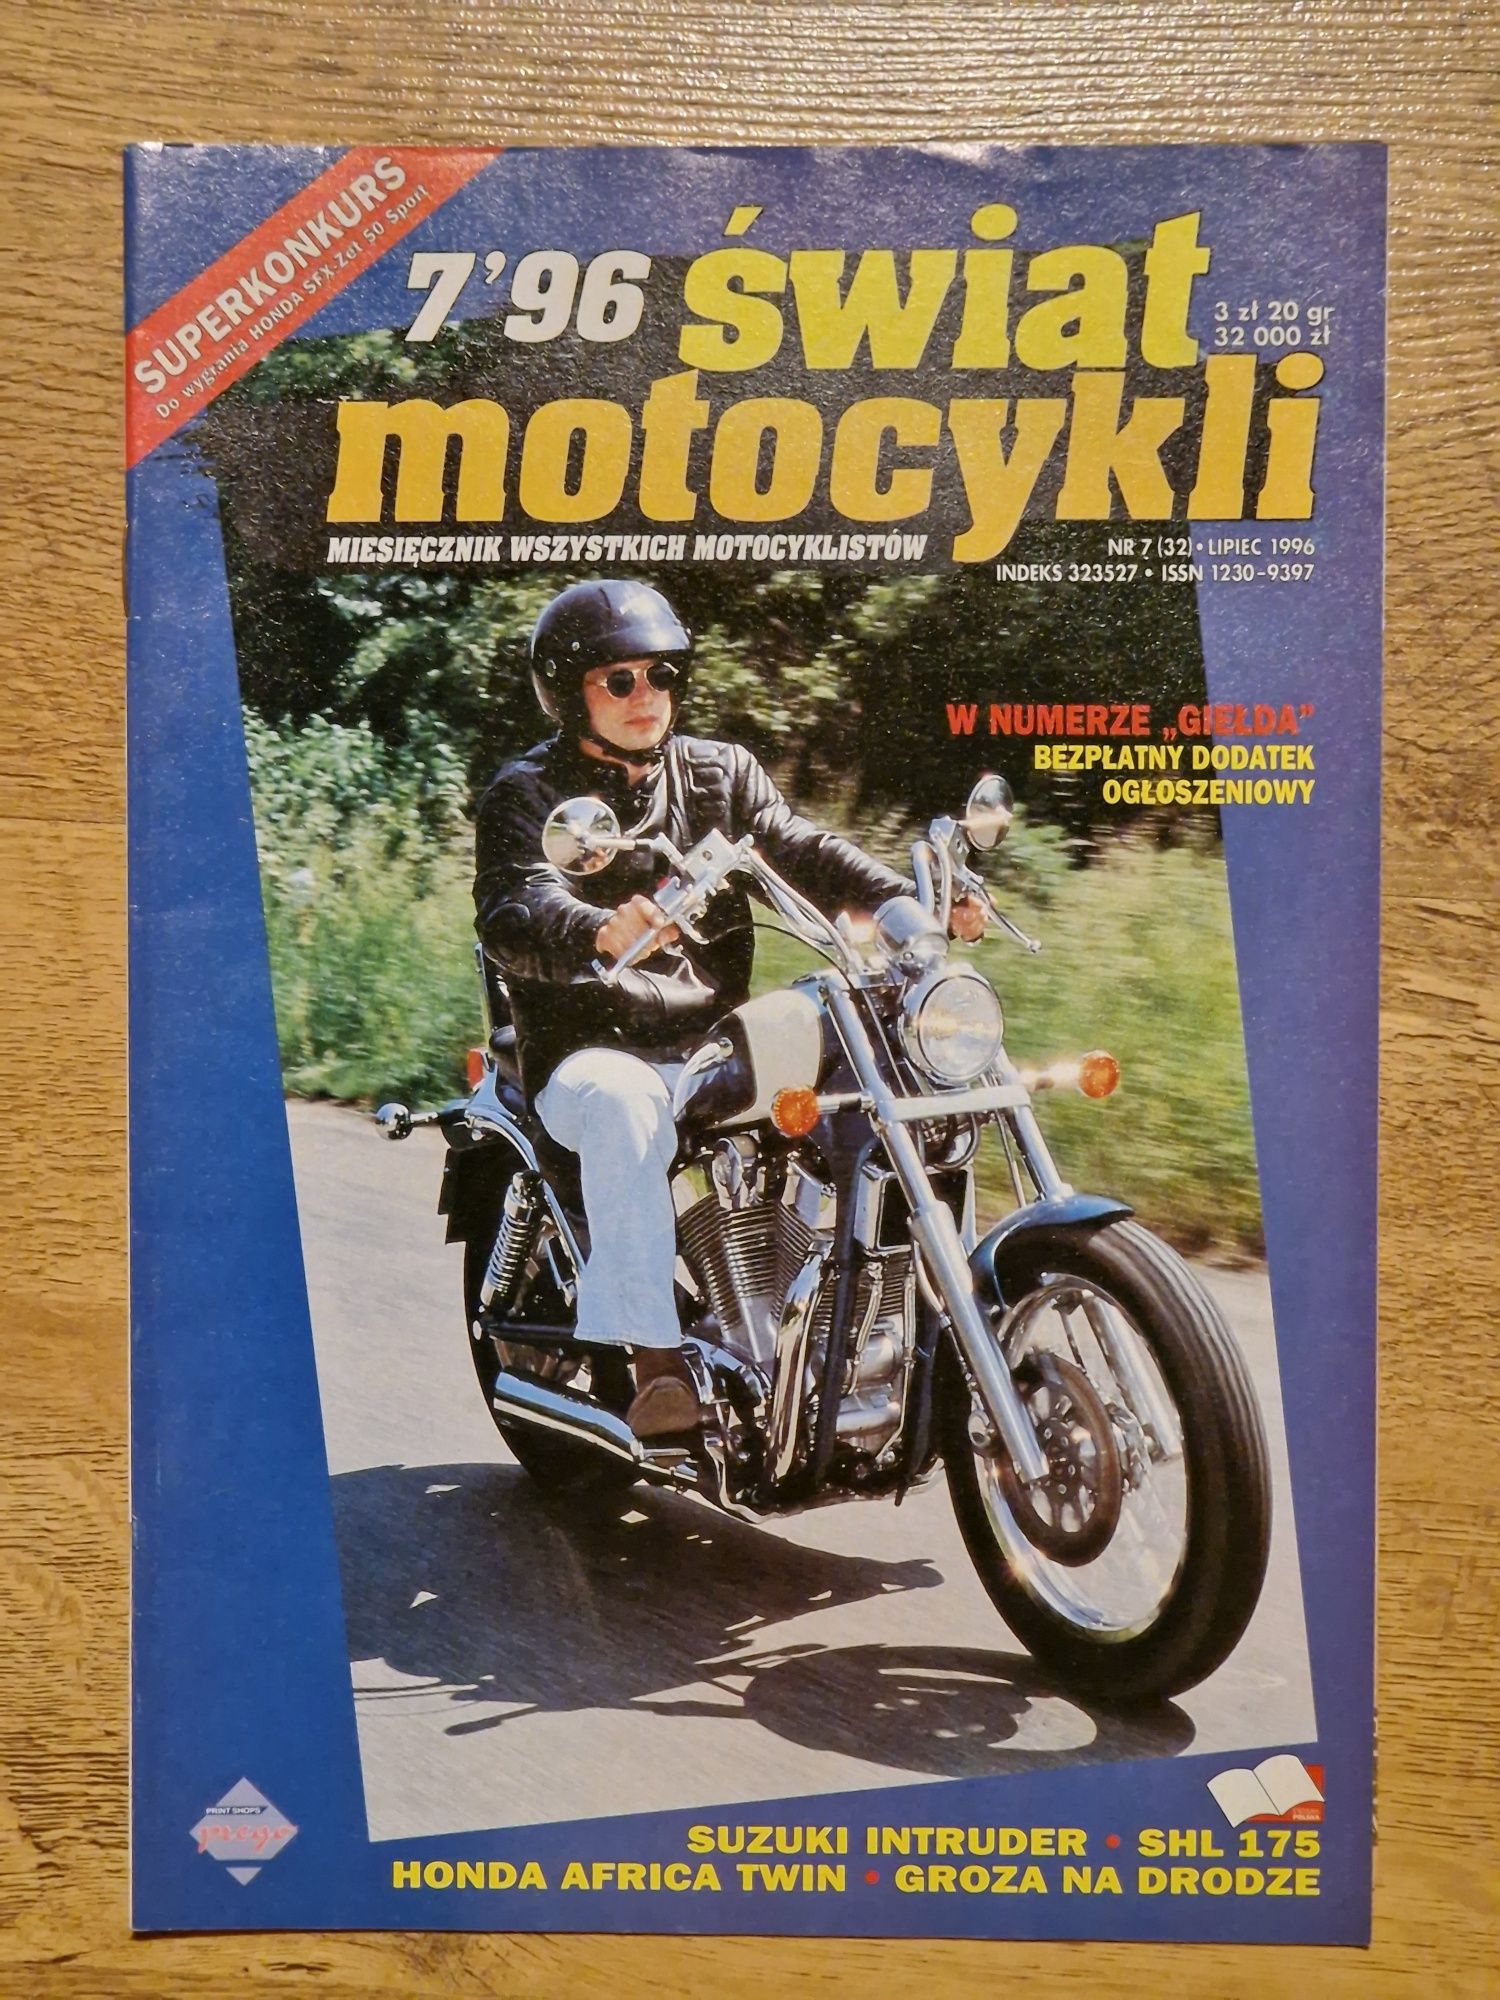 SUPERKONKURS
Do wygrania HONDA SFX-Zet 50 Sport
7'96 świat
3 zł 20 gr
32 000 zł
motocykli
MIESIĘCZNIK WSZYSTKICH MOTOCYKLISTÓW
NR 7 (32) • LIPIEC 1996
INDEKS 323527 • ISSN 1230-9397
W NUMERZE „GIEŁDA”
BEZPŁATNY DODATEK
OGŁOSZENIOWY
PRINT SHOPS
prego
POLSKA
SUZUKI INTRUDER • SHL 175
HONDA AFRICA TWIN • GROZA NA DRODZE